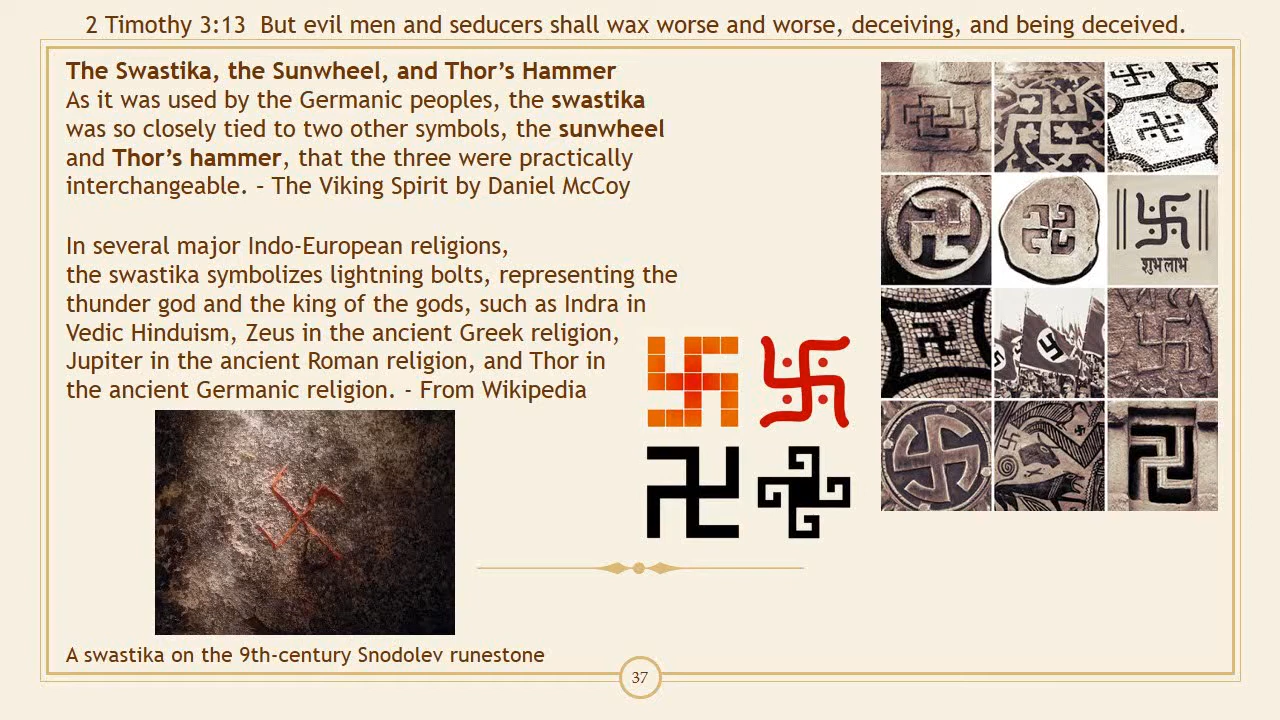 2 Timothy 3:13  But evil men and seducers shall wax worse and worse, deceiving, and being deceived.
The Swastika, the Sunwheel, and Thor’s Hammer
As it was used by the Germanic peoples, the swastika
was so closely tied to two other symbols, the sunwheel
and Thor’s hammer, that the three were practically
interchangeable. – The Viking Spirit by Daniel McCoy
In several major Indo-European religions,
the swastika symbolizes lightning bolts, representing the
thunder god and the king of the gods, such as Indra in
Vedic Hinduism, Zeus in the ancient Greek religion,
Jupiter in the ancient Roman religion, and Thor in
the ancient Germanic religion. - From Wikipedia
शुभ लाभ
A swastika on the 9th-century Snodolev runestone
37